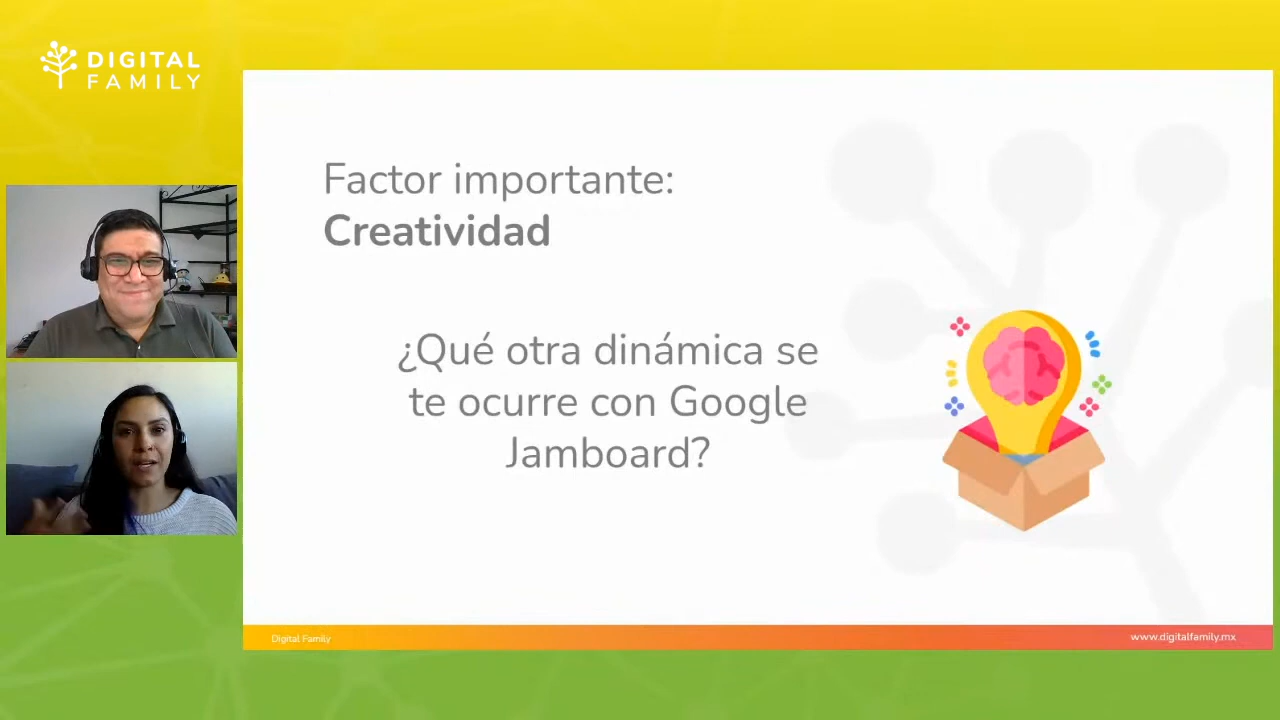 DIGITAL
FAMILY
Factor importante:
Creatividad
¿Qué otra dinámica se
te ocurre con Google
Jamboard?
Digital Family
www.digitalfamily.mx